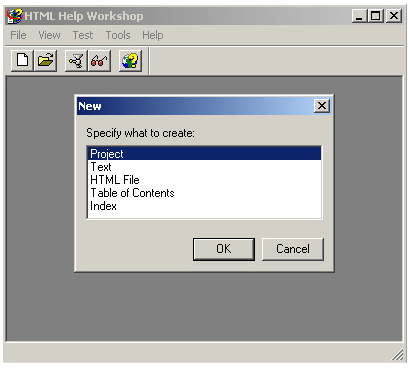 HTML Help Workshop
File View Test Tools Help
New
Specify what to create:
Project
Text
HTML File
Table of Contents
Index
OK Cancel